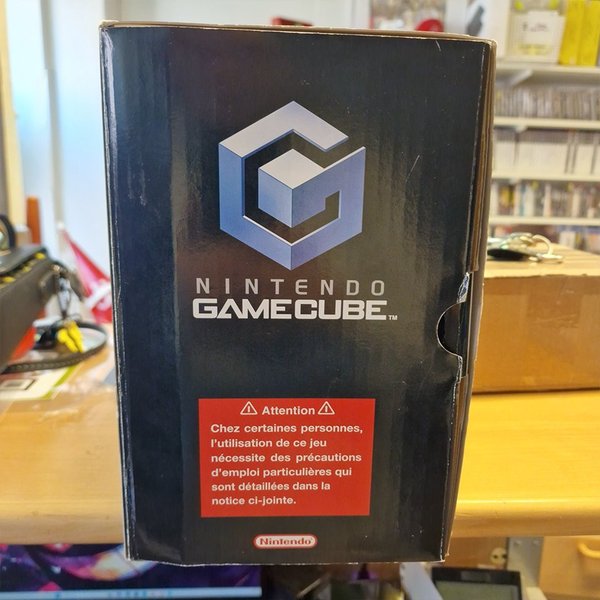 NINTENDO
GAMECUBE™
⚠ Attention ⚠
Chez certaines personnes,
l'utilisation de ce jeu
nécessite des précautions
d'emploi particulières qui
sont détaillées dans la
notice ci-jointe.
Nintendo